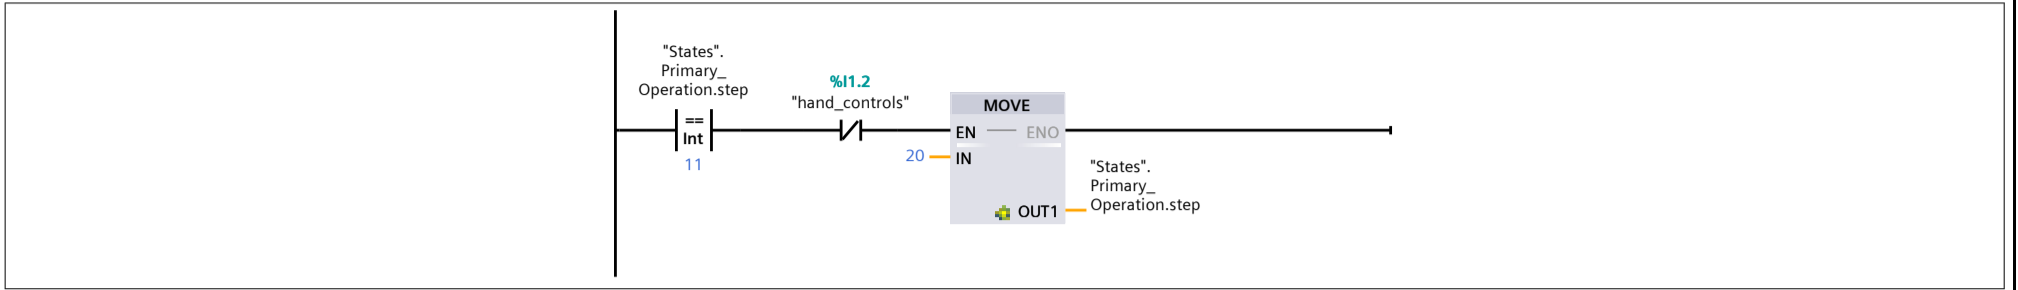 "States".
Primary_
Operation.step
%I1.2
"hand_controls"
==
Int
11
MOVE
EN
ENO
20
IN
OUT1
"States".
Primary_
Operation.step